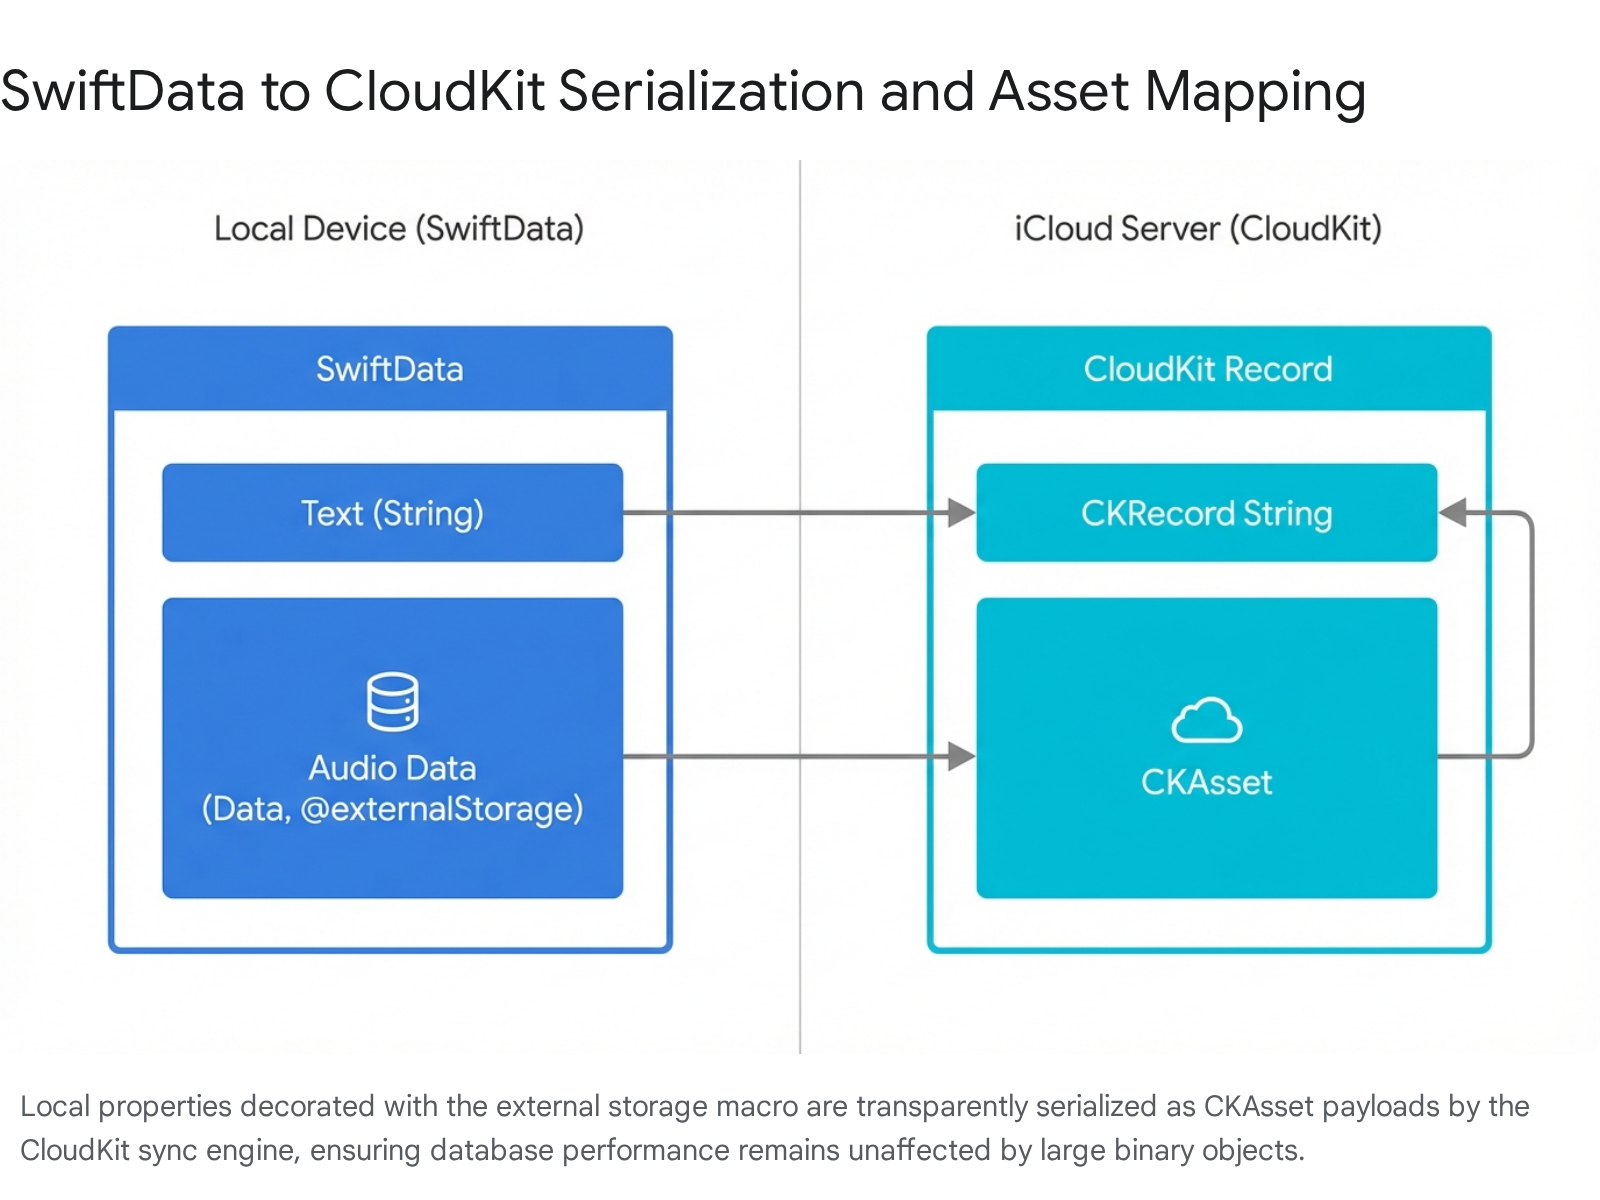 SwiftData to CloudKit Serialization and Asset Mapping
Local Device (SwiftData)
iCloud Server (CloudKit)
SwiftData
Text (String)
Audio Data
(Data, @externalStorage)
CloudKit Record
CKRecord String
CKAsset
Local properties decorated with the external storage macro are transparently serialized as CKAsset payloads by the
CloudKit sync engine, ensuring database performance remains unaffected by large binary objects.